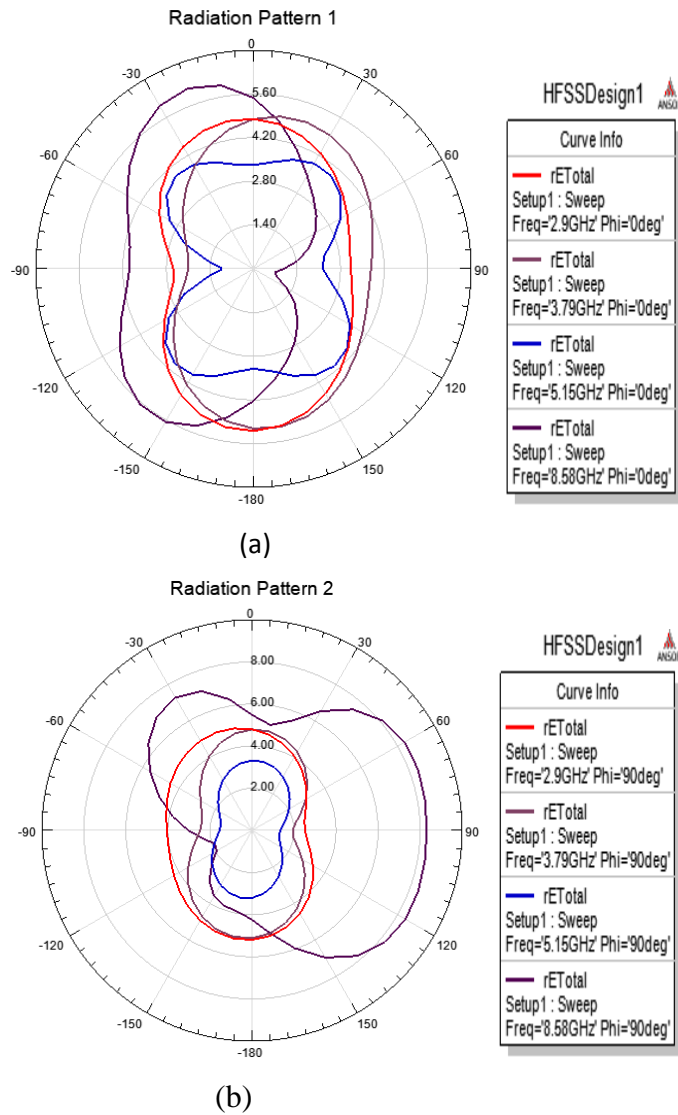 Radiation Pattern 1
0
-30
30
-60
60
-90
90
-120
120
-150
150
-180
5.60
4.20
2.80
1.40
HFSSDesign1
Curve Info
rETotal
Setup1 : Sweep
Freq='2.9GHz' Phi='0deg'
rETotal
Setup1 : Sweep
Freq='3.79GHz' Phi='0deg'
rETotal
Setup1 : Sweep
Freq='5.15GHz' Phi='0deg'
rETotal
Setup1 : Sweep
Freq='8.58GHz' Phi='0deg'
(a)
Radiation Pattern 2
0
-30
30
-60
60
-90
90
-120
120
-150
150
-180
8.00
6.00
4.00
2.00
HFSSDesign1
Curve Info
rETotal
Setup1 : Sweep
Freq='2.9GHz' Phi='90deg'
rETotal
Setup1 : Sweep
Freq='3.79GHz' Phi='90deg'
rETotal
Setup1 : Sweep
Freq='5.15GHz' Phi='90deg'
rETotal
Setup1 : Sweep
Freq='8.58GHz' Phi='90deg'
(b)